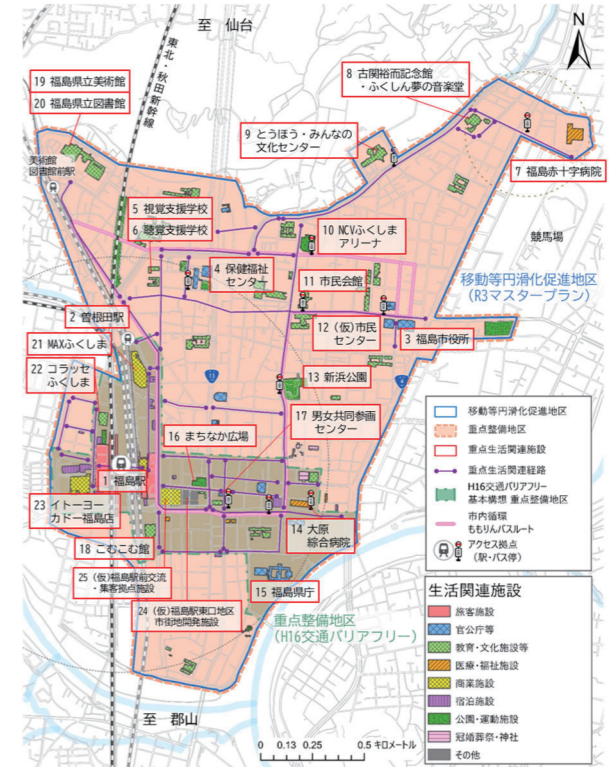 至 仙台
N
東北・秋田新幹線
19 福島県立美術館
20 福島県立図書館
8 古関裕而記念館
・ふくしん夢の音楽堂
9 とうほう・みんなの
文化センター
美術館
図書館前駅
7 福島赤十字病院
5 視覚支援学校
6 聴覚支援学校
10 NCVふくしま
アリーナ
競馬場
4 保健福祉
センター
11 市民会館
移動等円滑化促進地区
(R3マスタープラン)
2 曽根田駅
12 (仮)市民
センター
3 福島市役所
21 MAXふくしま
22 コラッセ
ふくしま
13
13 新浜公園
4
17 男女共同参画
センター
16 まちなか広場
1 福島駅
23 イトーヨー
カドー福島店
14 大原
綜合病院
18 こむこむ館
25 (仮)福島駅前交流
・集客拠点施設
15 福島県庁
24 (仮)福島駅東口地区
市街地開発施設
重点整備地区
(H16交通バリアフリー)
至 郡山
0 0.13 0.25 0.5 キロメートル
移動等円滑化促進地区
重点整備地区
重点生活関連施設
重点生活関連経路
H16交通バリアフリー
基本構想 重点整備地区
市内循環
ももりんバスルート
アクセス拠点
(駅・バス停)
生活関連施設
旅客施設
官公庁等
教育・文化施設等
医療・福祉施設
商業施設
宿泊施設
公園・運動施設
冠婚葬祭・神社
その他